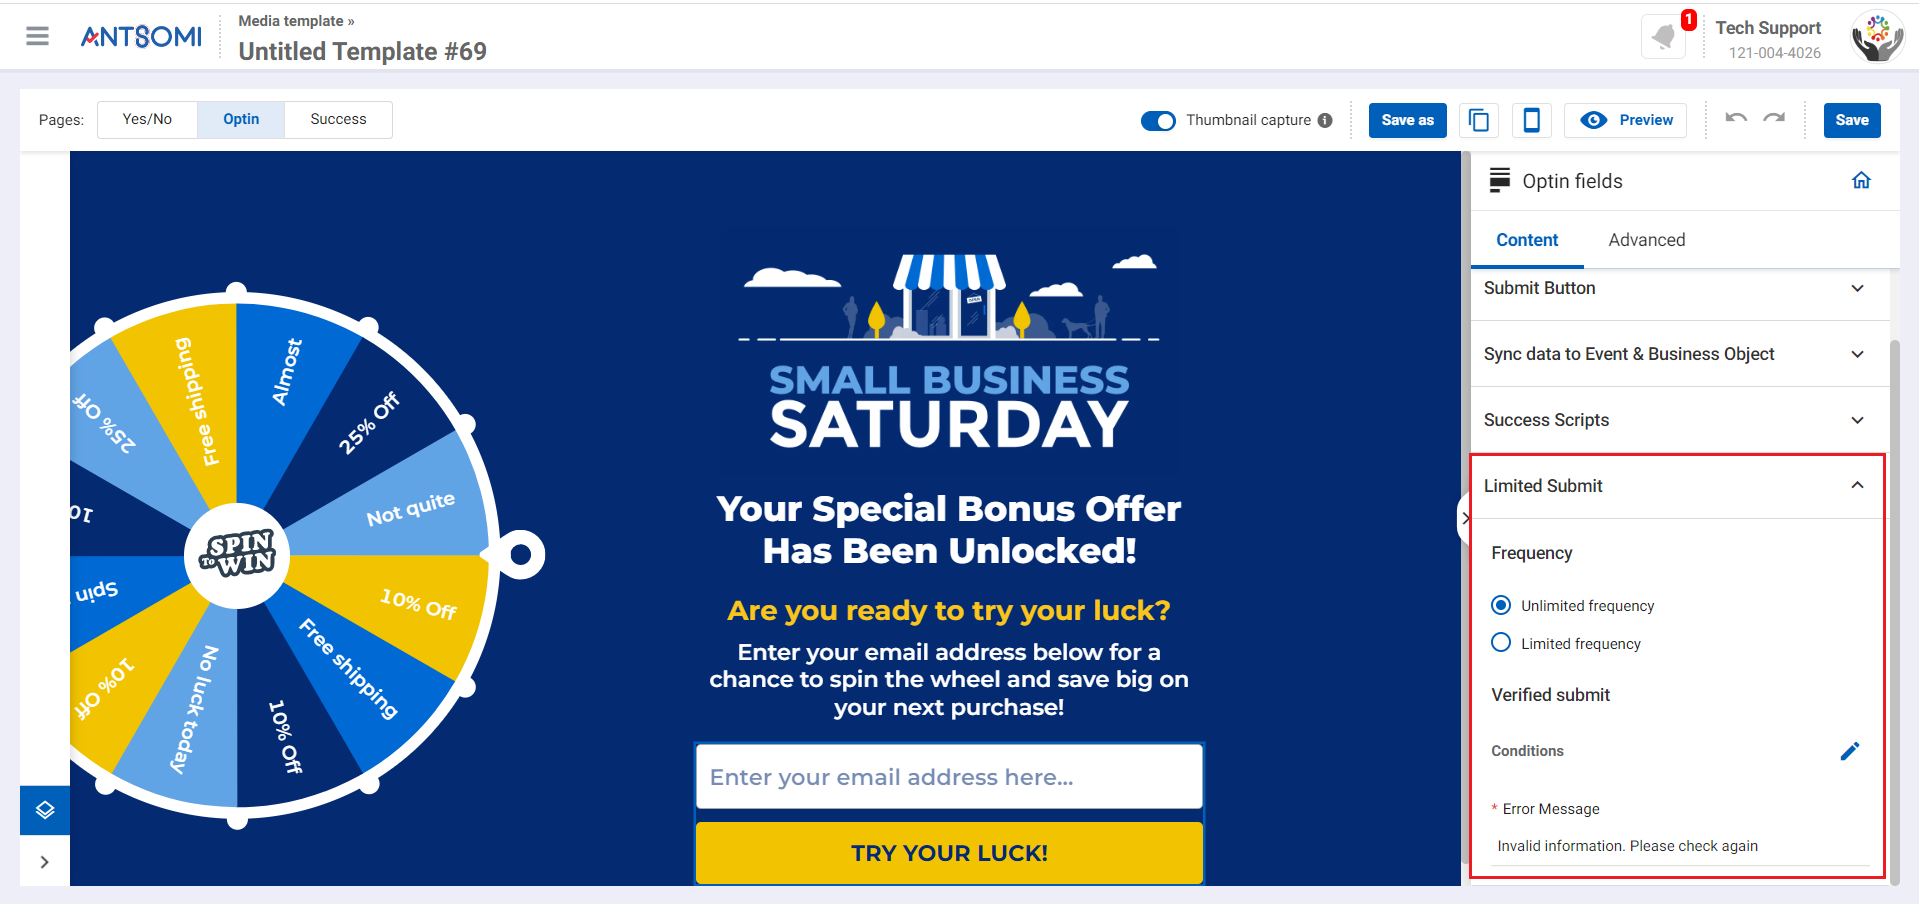 ANTSOMI
Media template »
Untitled Template #69
1
Tech Support
121-004-4026
Pages:
Yes/No
Optin
Success
Thumbnail capture
Save as
Preview
Save
Free shipping
Almost
25% Off
Not quite
10% Off
Free shipping
10% Off
No luck today
10% Off
Spin
10
25% Off
SPIN
TO WIN
OPEN
SMALL BUSINESS
SATURDAY
Your Special Bonus Offer
Has Been Unlocked!
Are you ready to try your luck?
Enter your email address below for a
chance to spin the wheel and save big on
your next purchase!
Enter your email address here...
TRY YOUR LUCK!
Optin fields
Content
Advanced
Submit Button
Sync data to Event & Business Object
Success Scripts
Limited Submit
Frequency
Unlimited frequency
Limited frequency
Verified submit
Conditions
* Error Message
Invalid information. Please check again